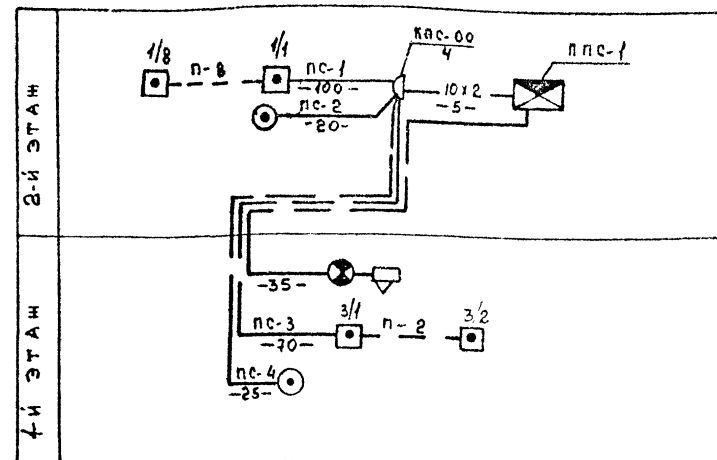 2-й ЭТАЖ
1/8
п-8
1/1
ПС-1
-100-
ПС-2
-20-
КПС-00
4
10x2
-5-
ППС-1
1-й ЭТАЖ
-35-
ПС-3
-70-
3/1
п-2
3/2
ПС-4
-25-